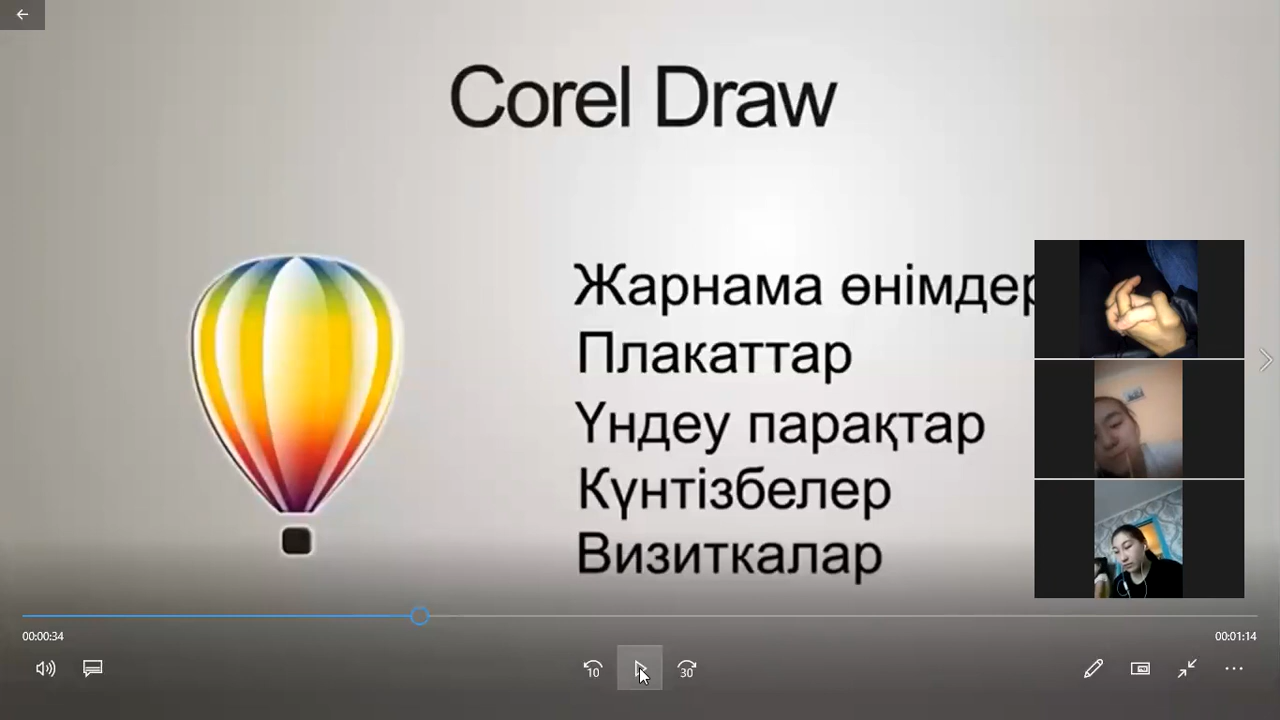 Corel Draw
Жарнама өнімдер
Плакаттар
Үндеу парақтар
Күнтізбелер
Визиткалар
00:00:34
00:01:14
10
30